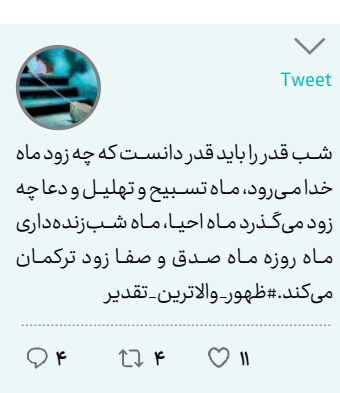 Tweet
شب قدر را باید قدر دانست که چه زود ماه
خدا می‌رود، ماه تسبیح و تهلیل و دعا چه
زود می‌گذرد ماه احیا، ماه شب‌زنده‌داری
ماه روزه ماه صدق و صفا زود ترکمان
می‌کند.#ظهور_والاترین_تقدیر
۴ ۴ ۱۱